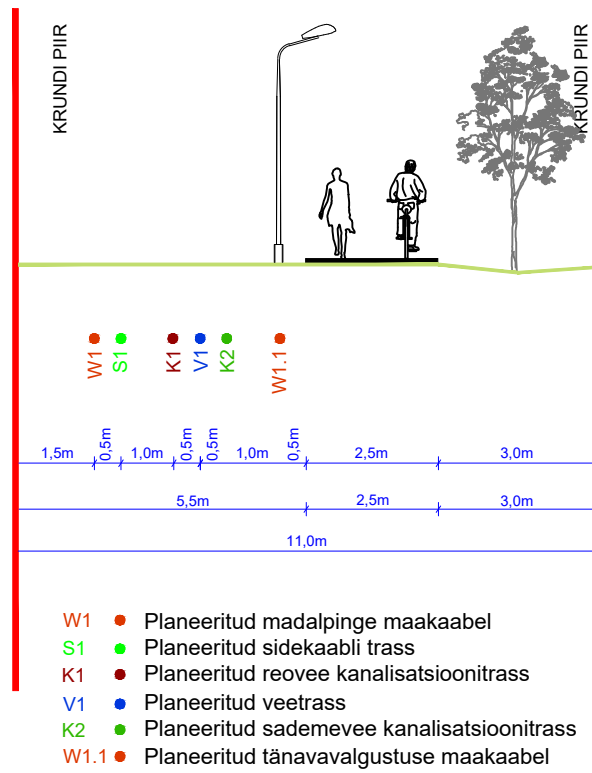 KRUNDI PIIR
KRUNDI PIIR
W1
S1
K1
V1
K2
W1.1
1,5m
0,5m
1,0m
0,5m
0,5m
1,0m
0,5m
2,5m
3,0m
5,5m
2,5m
3,0m
11,0m
W1 Planeeritud madalpinge maakaabel
S1 Planeeritud sidekaabli trass
K1 Planeeritud reovee kanalisatsioonitrass
V1 Planeeritud veetrass
K2 Planeeritud sademevee kanalisatsioonitrass
W1.1 Planeeritud tänavavalgustuse maakaabel